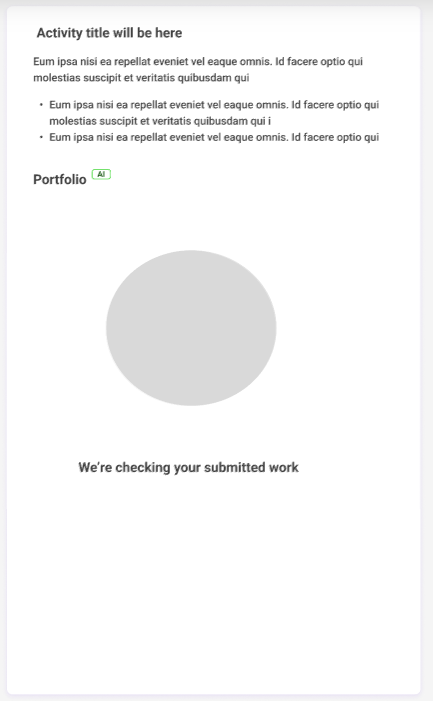 Activity title will be here
Eum ipsa nisi ea repellat eveniet vel eaque omnis. Id facere optio qui
molestias suscipit et veritatis quibusdam qui
• Eum ipsa nisi ea repellat eveniet vel eaque omnis. Id facere optio qui
molestias suscipit et veritatis quibusdam qui i
• Eum ipsa nisi ea repellat eveniet vel eaque omnis. Id facere optio qui
Portfolio AI
We're checking your submitted work